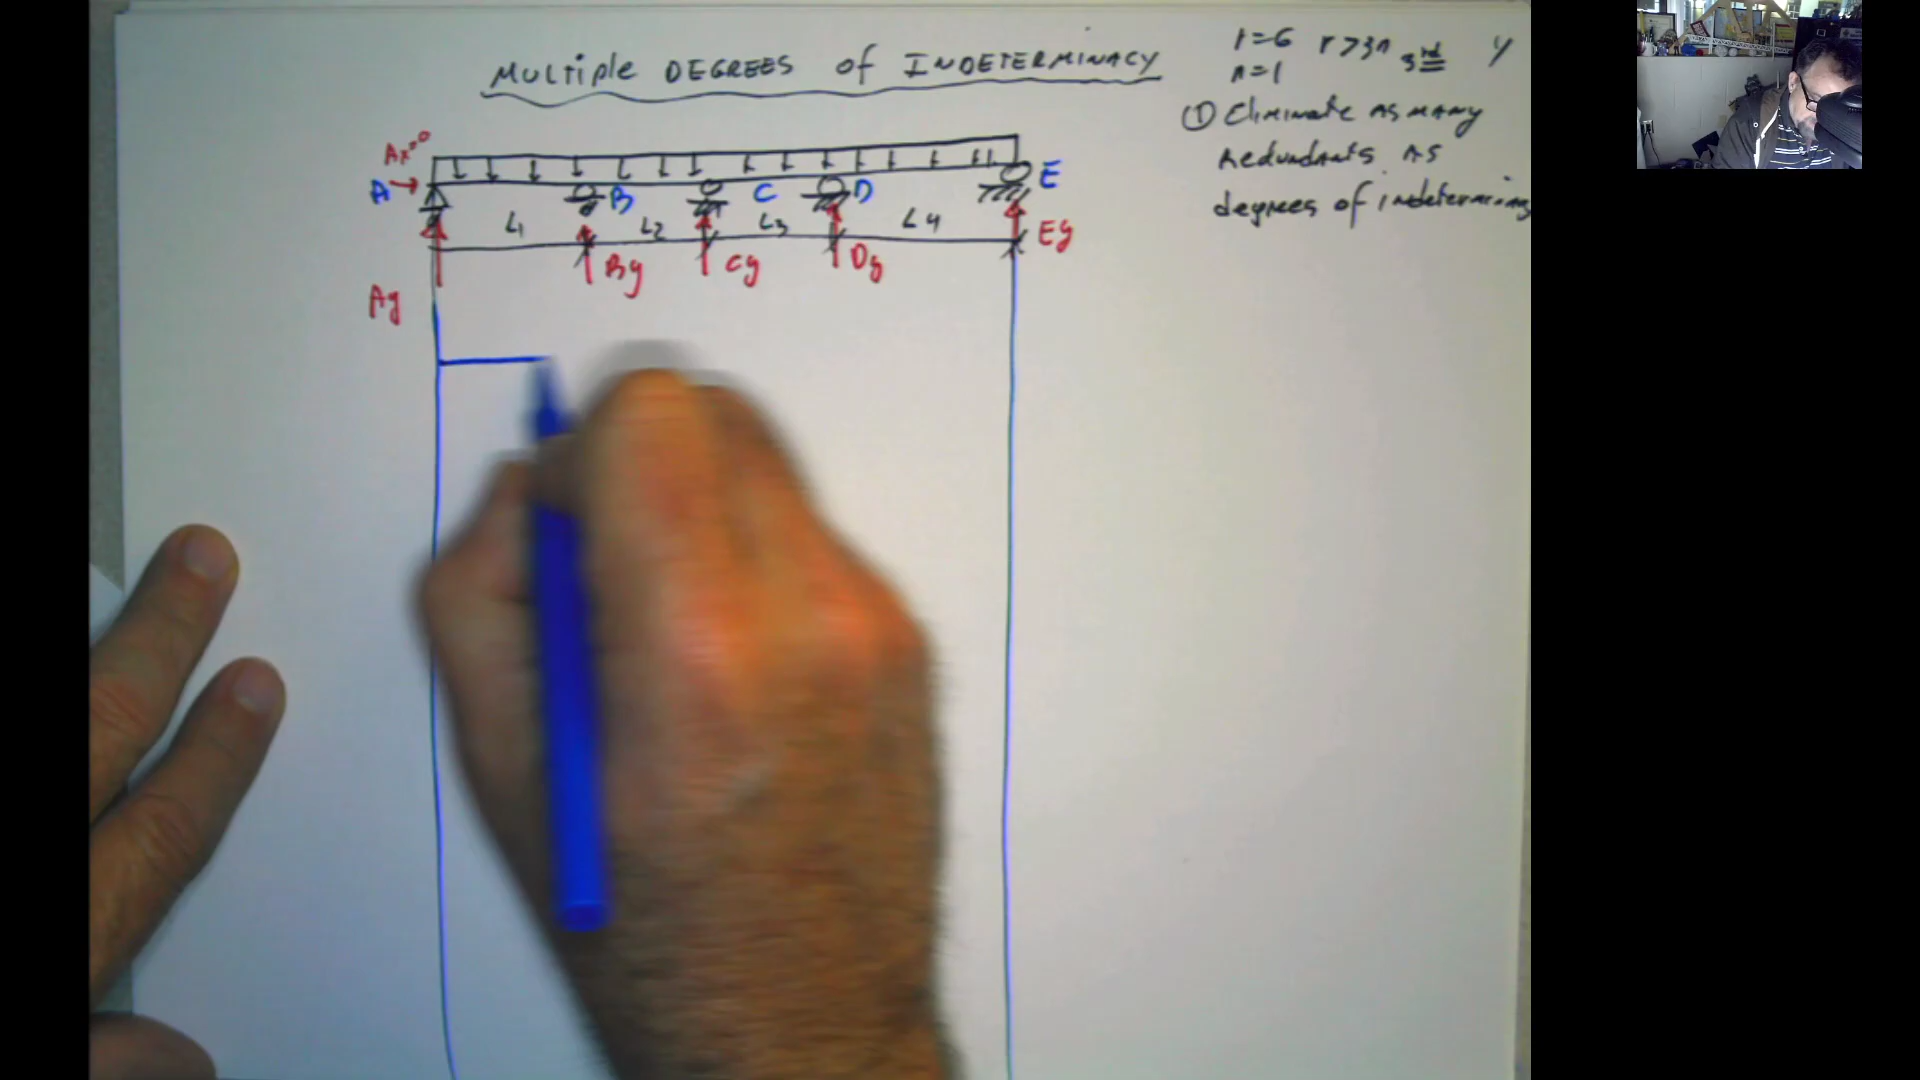 MULTIPLE DEGREES of INDETERMINACY
r=6 r>3n 3rd
n=1
① Eliminate AS MANY
Redundants AS
degrees of indeterminacy
Ax=0
A B C D E
L1 L2 L3 L4
Ay By Cy Dy Ey